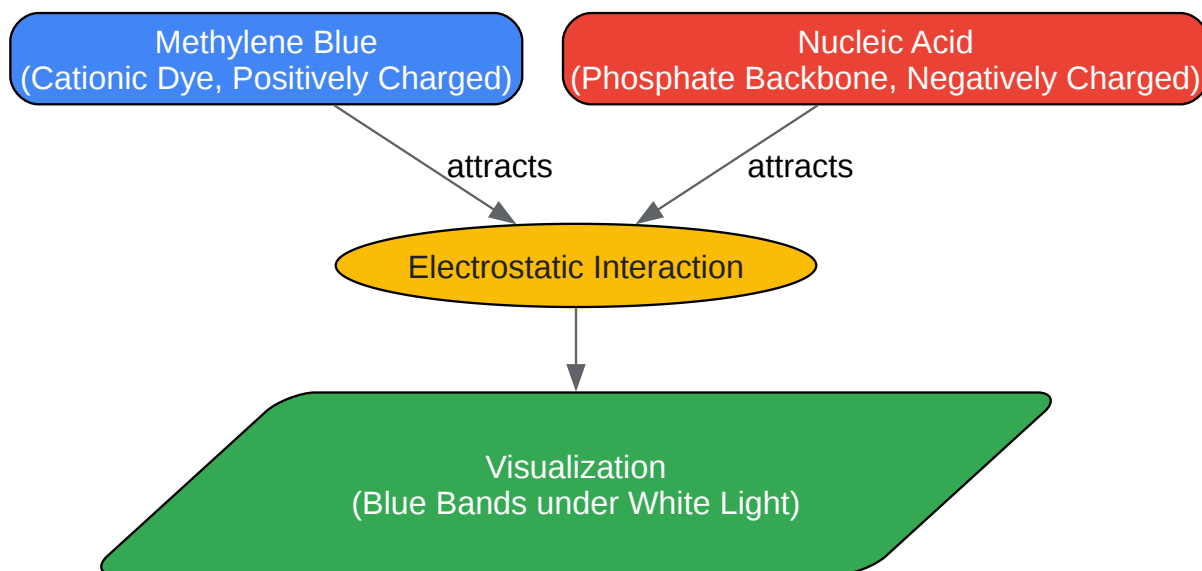 Methylene Blue
(Cationic Dye, Positively Charged)
Nucleic Acid
(Phosphate Backbone, Negatively Charged)
attracts
attracts
Electrostatic Interaction
Visualization
(Blue Bands under White Light)